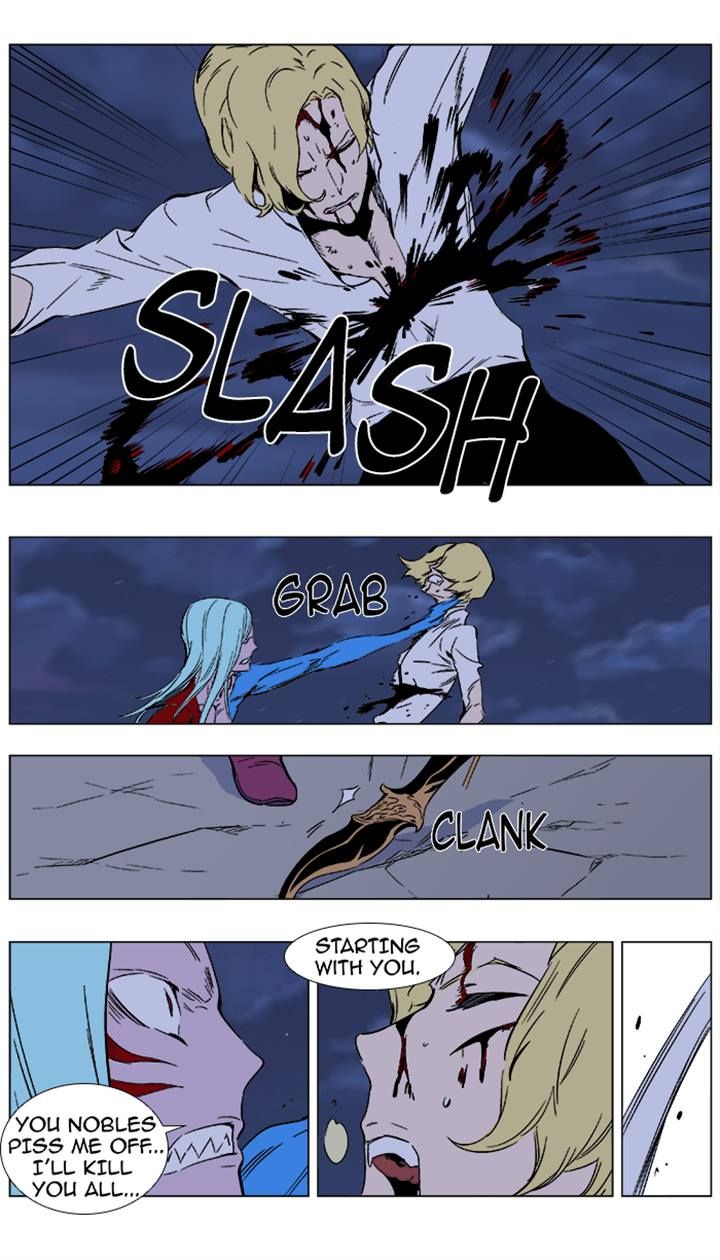 SLASH
GRAB
CLANK
YOU NOBLES
PISS ME OFF...
I'LL KILL
YOU ALL...
STARTING
WITH YOU.